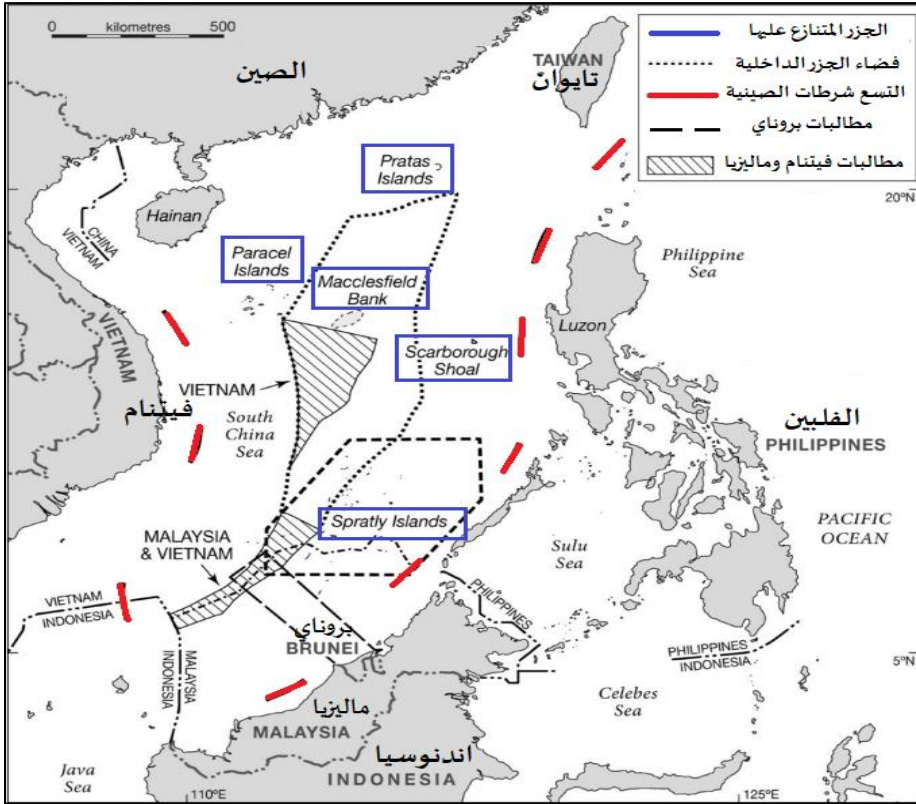 0 kilometres 500
الجزر المتنازع عليها
فضاء الجزر الداخلية
التسع شرطات الصينية
مطالبات بروناي
مطالبات فيتنام وماليزيا
الصين
TAIWAN
تايوان
Pratas
Islands
20°N
Hainan
CHINA
VIETNAM
Paracel
Islands
Macclesfield
Bank
Philippine
Sea
Luzon
Scarborough
Shoal
VIETNAM
VIETNAM
فيتنام
South
China
Sea
الفلبين
PHILIPPINES
Spratly Islands
MALAYSIA
& VIETNAM
PACIFIC
OCEAN
Sulu
Sea
VIETNAM
INDONESIA
PHILIPPINES
بروناي
BRUNEI
MALAYSIA
INDONESIA
PHILIPPINES
INDONESIA
5°N
Celebes
Sea
ماليزيا
MALAYSIA
اندنوسيا
INDONESIA
Java
Sea
110°E
125°E